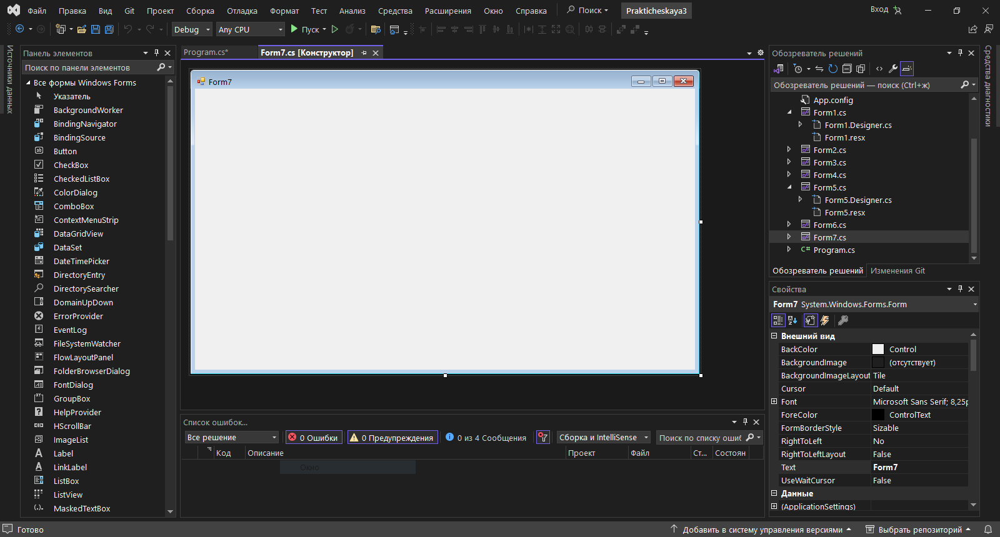 Файл Правка Вид Git Проект Сборка Отладка Формат Тест Анализ Средства Расширения Окно Справка Поиск Prakticheskaya3 Вход
Debug Any CPU Пуск
Источники данных
Панель элементов
Поиск по панели элементов
Все формы Windows Forms
Указатель
BackgroundWorker
BindingNavigator
BindingSource
Button
CheckBox
CheckedListBox
ColorDialog
ComboBox
ContextMenuStrip
DataGridView
DataSet
DateTimePicker
DirectoryEntry
DirectorySearcher
DomainUpDown
ErrorProvider
EventLog
FileSystemWatcher
FlowLayoutPanel
FolderBrowserDialog
FontDialog
GroupBox
HelpProvider
HScrollBar
ImageList
Label
LinkLabel
ListBox
ListView
MaskedTextBox
Program.cs* Form7.cs [Конструктор]
Form7
Список ошибок...
Все решение 0 Ошибки 0 Предупреждения 0 из 4 Сообщения Сборка и IntelliSense Поиск по списку ошиб
Код Описание Проект Файл Ст... Состоян
Окно
Обозреватель решений
Обозреватель решений — поиск (Ctrl+ж)
App.config
Form1.cs
Form1.Designer.cs
Form1.resx
Form2.cs
Form3.cs
Form4.cs
Form5.cs
Form5.Designer.cs
Form5.resx
Form6.cs
Form7.cs
C# Program.cs
Обозреватель решений Изменения Git
Свойства
Form7 System.Windows.Forms.Form
Внешний вид
BackColor Control
BackgroundImage (отсутствует)
BackgroundImageLayout Tile
Cursor Default
Font Microsoft Sans Serif; 8,25p
ForeColor ControlText
FormBorderStyle Sizable
RightToLeft No
RightToLeftLayout False
Text Form7
UseWaitCursor False
Данные
(ApplicationSettings)
Средства диагностики
Готово Добавить в систему управления версиями Выбрать репозиторий